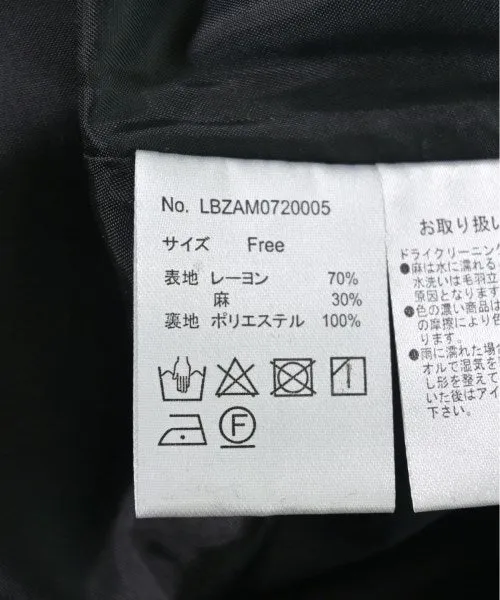 No. LBZAM0720005
サイズ Free
表地 レーヨン 70%
麻 30%
裏地 ポリエステル 100%
F
お取り扱い
ドライクリーニング
●麻は水に濡れる
水洗いは毛羽立
原因となります
●色の濃い商品は
の摩擦により色
ります。
●雨に濡れた場合
オルで湿気を
し形を整えて
いた後はアイ
下さい。